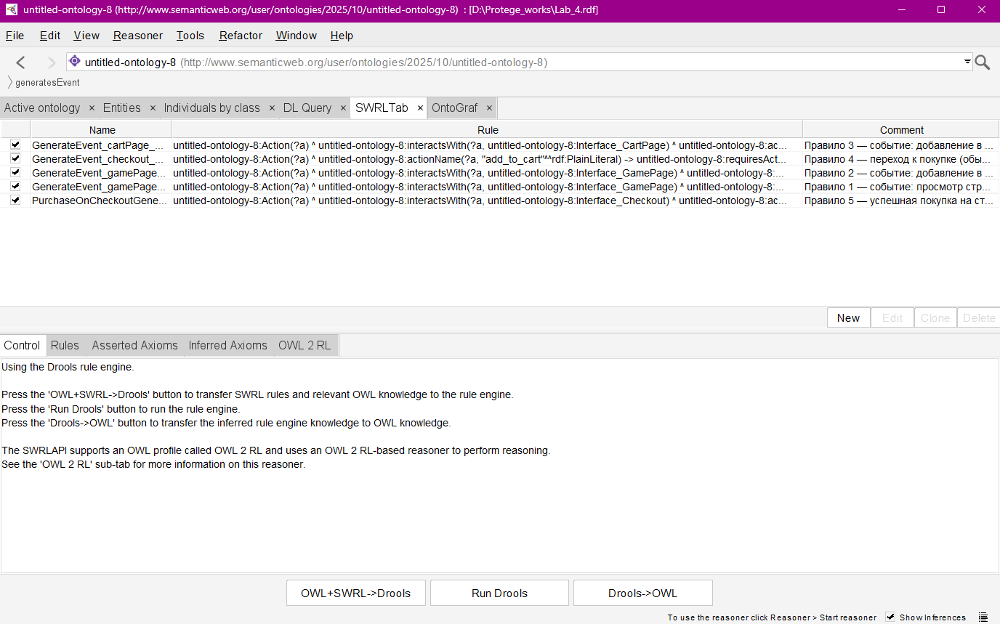 untitled-ontology-8 (http://www.semanticweb.org/user/ontologies/2025/10/untitled-ontology-8) : [D:\Protege_works\Lab_4.rdf]
File Edit View Reasoner Tools Refactor Window Help
untitled-ontology-8 (http://www.semanticweb.org/user/ontologies/2025/10/untitled-ontology-8)
generatesEvent
Active ontology × Entities × Individuals by class × DL Query × SWRLTab × OntoGraf ×
Name Rule Comment
GenerateEvent_cartPage_... untitled-ontology-8:Action(?a) ^ untitled-ontology-8:interactsWith(?a, untitled-ontology-8:Interface_CartPage) ^ untitled-ontology-8:ac... Правило 3 — событие: добавление в ...
GenerateEvent_checkout_... untitled-ontology-8:Action(?a) ^ untitled-ontology-8:actionName(?a, "add_to_cart"^^rdf:PlainLiteral) -> untitled-ontology-8:requiresAct... Правило 4 — переход к покупке (обы...
GenerateEvent_gamePage... untitled-ontology-8:Action(?a) ^ untitled-ontology-8:interactsWith(?a, untitled-ontology-8:Interface_GamePage) ^ untitled-ontology-8:... Правило 2 — событие: добавление в ...
GenerateEvent_gamePage... untitled-ontology-8:Action(?a) ^ untitled-ontology-8:interactsWith(?a, untitled-ontology-8:Interface_GamePage) ^ untitled-ontology-8:... Правило 1 — событие: просмотр стр...
PurchaseOnCheckoutGene... untitled-ontology-8:Action(?a) ^ untitled-ontology-8:interactsWith(?a, untitled-ontology-8:Interface_Checkout) ^ untitled-ontology-8:ac... Правило 5 — успешная покупка на ст...
New Edit Clone Delete
Control Rules Asserted Axioms Inferred Axioms OWL 2 RL
Using the Drools rule engine.
Press the 'OWL+SWRL->Drools' button to transfer SWRL rules and relevant OWL knowledge to the rule engine.
Press the 'Run Drools' button to run the rule engine.
Press the 'Drools->OWL' button to transfer the inferred rule engine knowledge to OWL knowledge.
The SWRLAPI supports an OWL profile called OWL 2 RL and uses an OWL 2 RL-based reasoner to perform reasoning.
See the 'OWL 2 RL' sub-tab for more information on this reasoner.
OWL+SWRL->Drools Run Drools Drools->OWL
To use the reasoner click Reasoner > Start reasoner Show Inferences